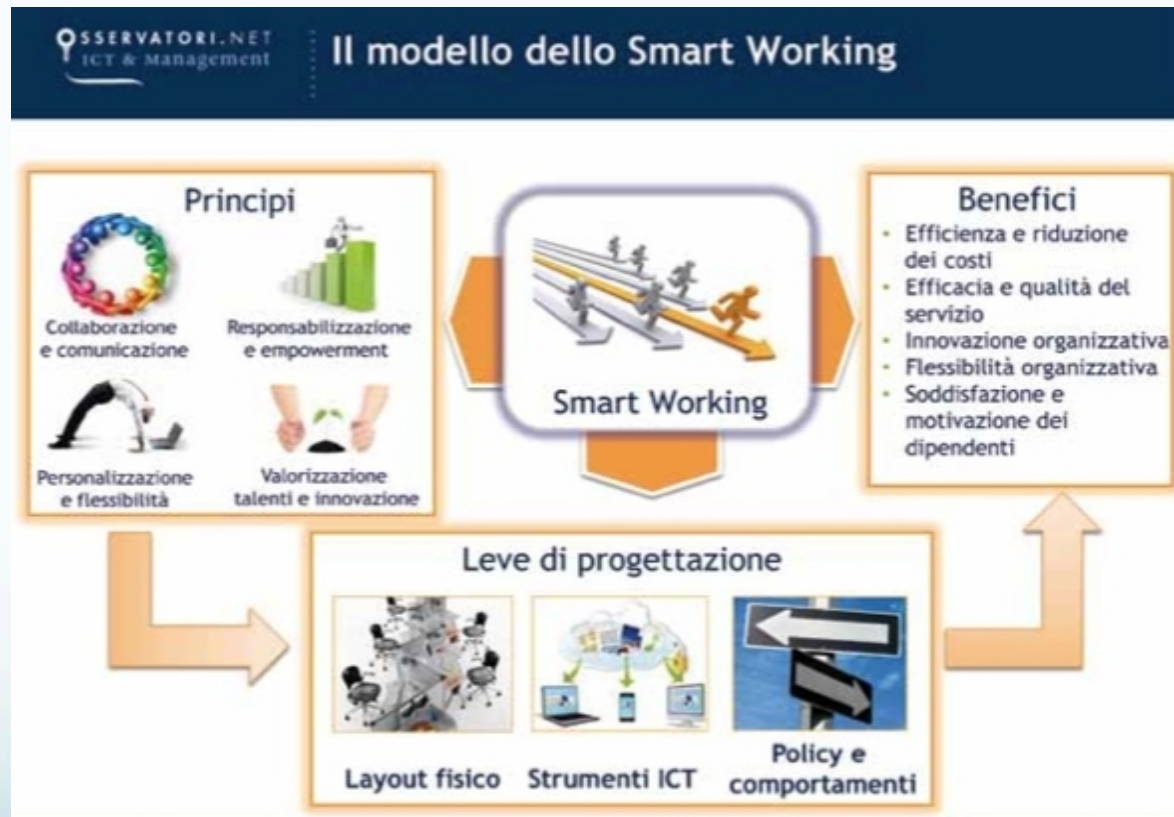 OSSERVATORI.NET
ICT & Management
Il modello dello Smart Working
Principi
Collaborazione
e comunicazione
Responsabilizzazione
e empowerment
Personalizzazione
e flessibilità
Valorizzazione
talenti e innovazione
Smart Working
Benefici
• Efficienza e riduzione
dei costi
• Efficacia e qualità del
servizio
• Innovazione organizzativa
• Flessibilità organizzativa
• Soddisfazione e
motivazione dei
dipendenti
Leve di progettazione
Layout fisico
Strumenti ICT
Policy e
comportamenti